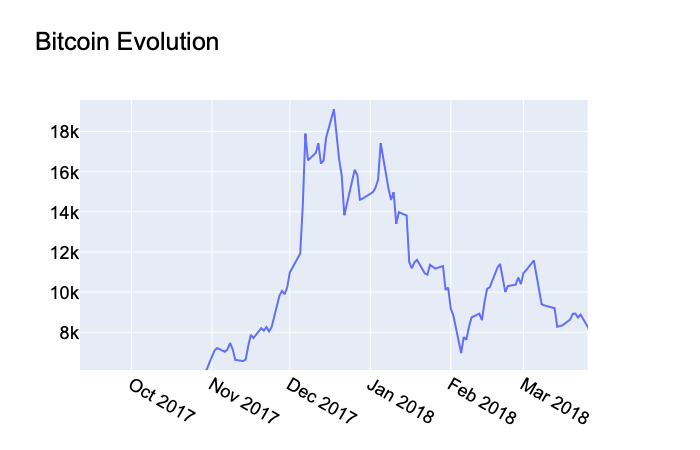 Bitcoin Evolution
18k
16k
14k
12k
10k
8k
Oct 2017
Nov 2017
Dec 2017
Jan 2018
Feb 2018
Mar 2018